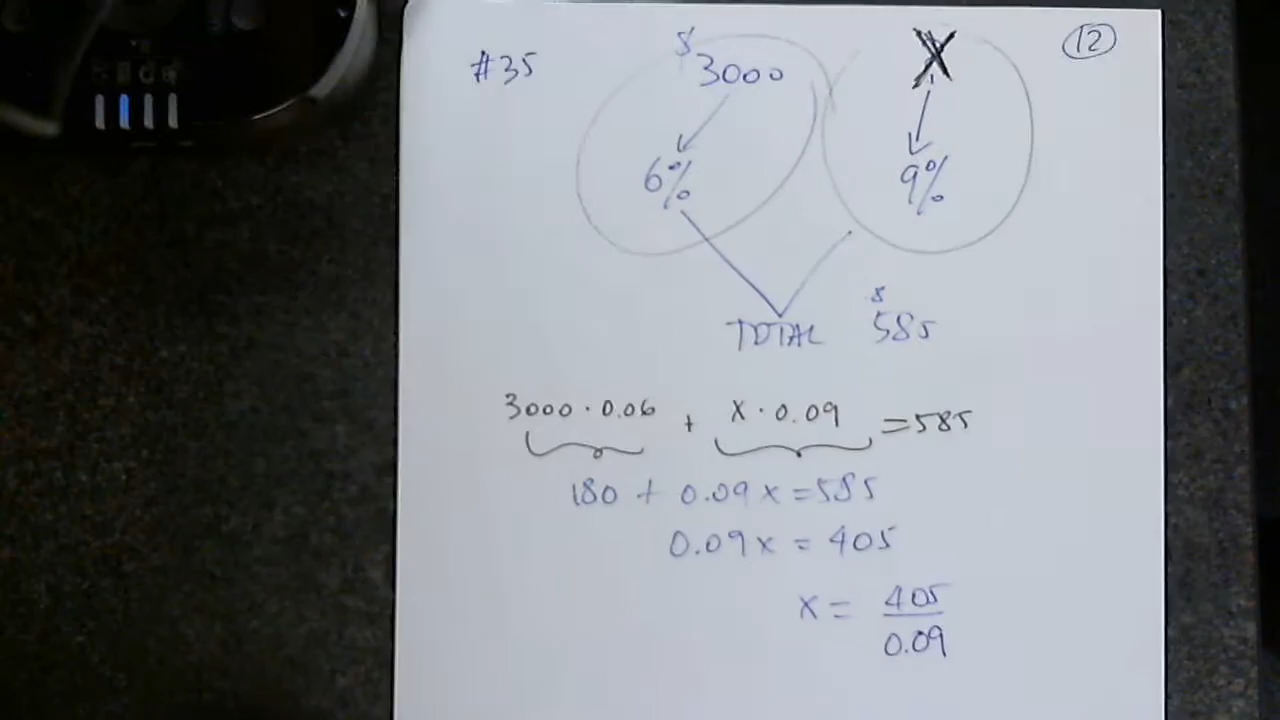 #35 $3000 X 12
6% 9%
TOTAL $585
3000 · 0.06 + x · 0.09 = 585
180 + 0.09x = 585
0.09x = 405
x = 405
0.09